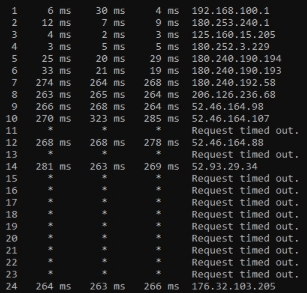 1 6 ms 30 ms 4 ms 192.168.100.1
2 12 ms 7 ms 9 ms 180.253.240.1
3 4 ms 2 ms 3 ms 125.160.15.205
4 3 ms 5 ms 5 ms 180.252.3.229
5 25 ms 20 ms 29 ms 180.240.190.194
6 33 ms 21 ms 19 ms 180.240.190.193
7 274 ms 264 ms 268 ms 180.240.192.58
8 263 ms 265 ms 264 ms 206.126.236.68
9 266 ms 268 ms 264 ms 52.46.164.98
10 270 ms 323 ms 285 ms 52.46.164.107
11 * * * Request timed out.
12 268 ms 268 ms 278 ms 52.46.164.88
13 * * * Request timed out.
14 281 ms 263 ms 269 ms 52.93.29.34
15 * * * Request timed out.
16 * * * Request timed out.
17 * * * Request timed out.
18 * * * Request timed out.
19 * * * Request timed out.
20 * * * Request timed out.
21 * * * Request timed out.
22 * * * Request timed out.
23 * * * Request timed out.
24 264 ms 263 ms 266 ms 176.32.103.205